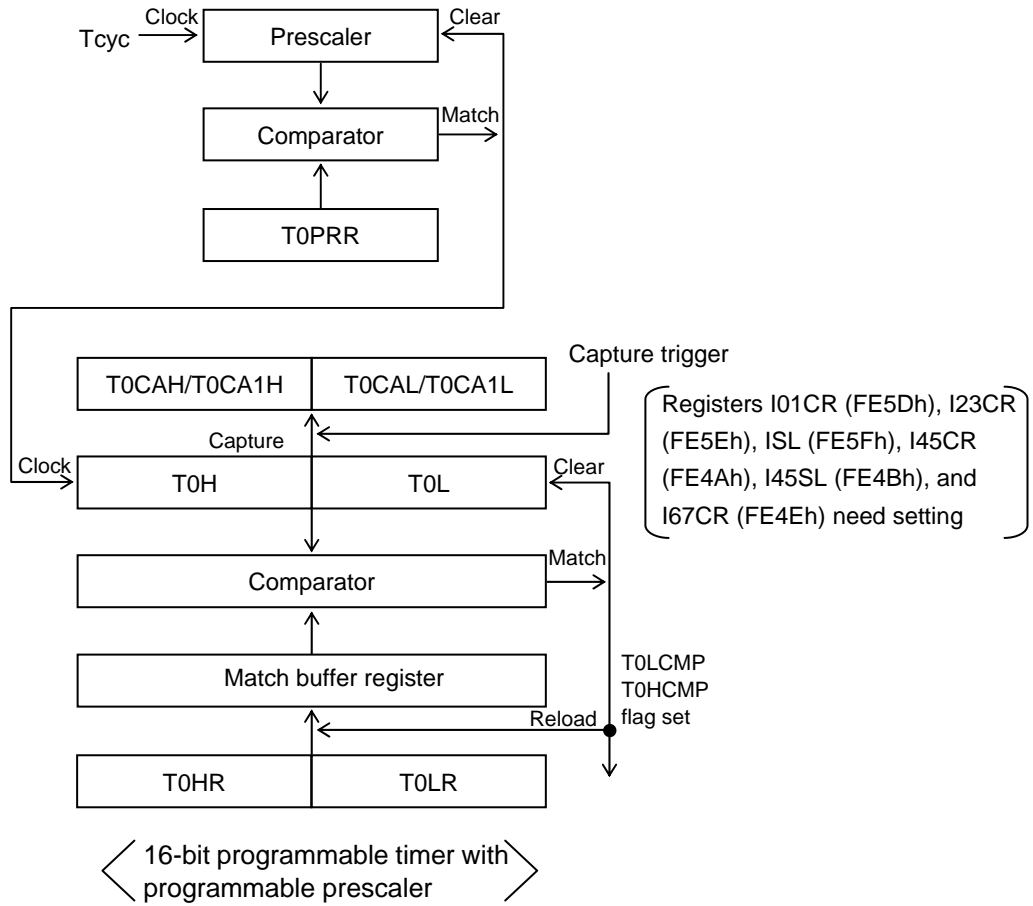 Clock
Clear
Tcyc
Prescaler
Match
Comparator
T0PRR
Capture trigger
T0CAH/T0CA1H
T0CAL/T0CA1L
Registers I01CR (FE5Dh), I23CR
(FE5Eh), ISL (FE5Fh), I45CR
(FE4Ah), I45SL (FE4Bh), and
I67CR (FE4Eh) need setting
Capture
Clock
T0H
T0L
Clear
Match
Comparator
Match buffer register
T0LCMP
T0HCMP
flag set
Reload
T0HR
T0LR
16-bit programmable timer with
programmable prescaler